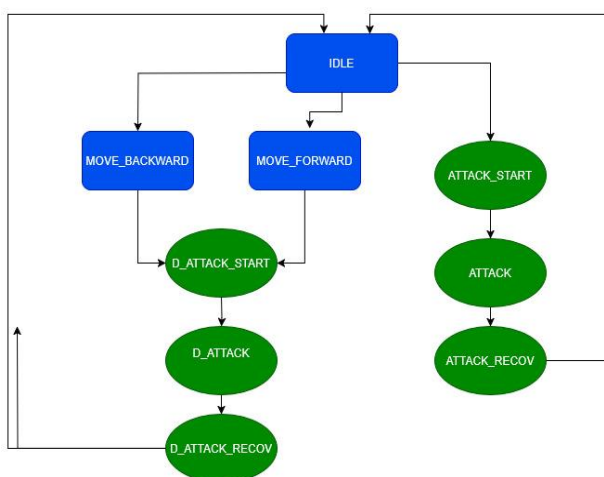 IDLE
MOVE_BACKWARD
MOVE_FORWARD
ATTACK_START
D_ATTACK_START
ATTACK
D_ATTACK
ATTACK_RECOV
D_ATTACK_RECOV